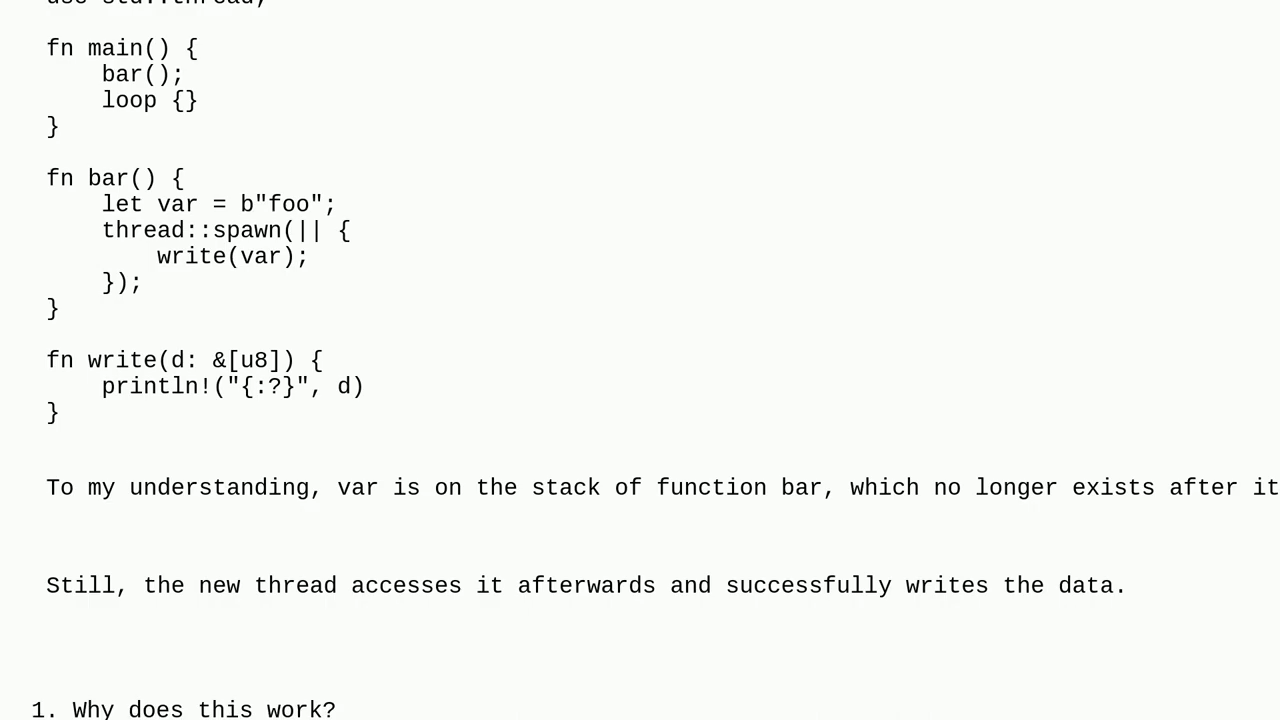 fn main() {
    bar();
    loop {}
}
fn bar() {
    let var = b"foo";
    thread::spawn(|| {
        write(var);
    });
}
fn write(d: &[u8]) {
    println!("{:?}", d)
}
To my understanding, var is on the stack of function bar, which no longer exists after it
Still, the new thread accesses it afterwards and successfully writes the data.
1. Why does this work?